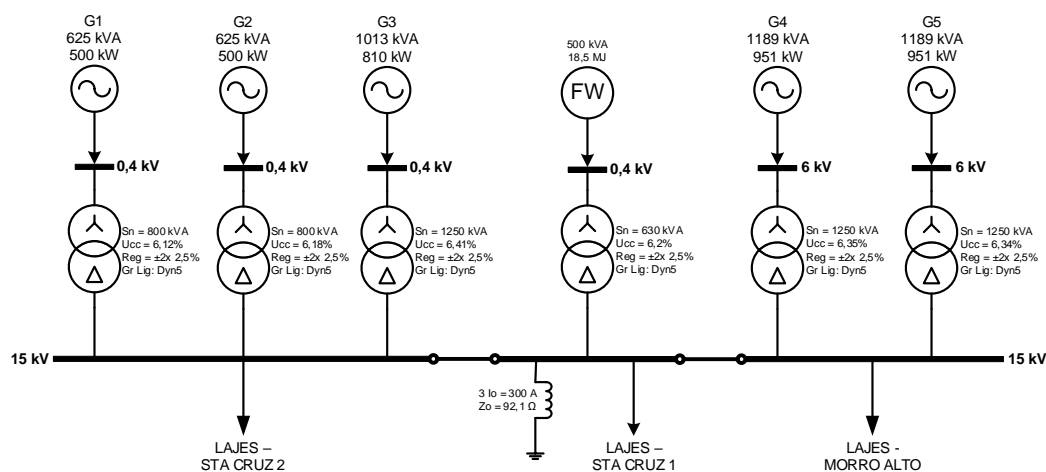 G1
625 kVA
500 kW
G2
625 kVA
500 kW
G3
1013 kVA
810 kW
500 kVA
18,5 MJ
FW
G4
1189 kVA
951 kW
G5
1189 kVA
951 kW
0,4 kV
0,4 kV
0,4 kV
0,4 kV
6 kV
6 kV
Sn = 800 kVA
Ucc = 6,12%
Reg = ±2x 2,5%
Gr Lig: Dyn5
Sn = 800 kVA
Ucc = 6,18%
Reg = ±2x 2,5%
Gr Lig: Dyn5
Sn = 1250 kVA
Ucc = 6,41%
Reg = ±2x 2,5%
Gr Lig: Dyn5
Sn = 630 kVA
Ucc = 6,2%
Reg = ±2x 2,5%
Gr Lig: Dyn5
Sn = 1250 kVA
Ucc = 6,35%
Reg = ±2x 2,5%
Gr Lig: Dyn5
Sn = 1250 kVA
Ucc = 6,34%
Reg = ±2x 2,5%
Gr Lig: Dyn5
15 kV
15 kV
3 Io = 300 A
Zo = 92,1 Ω
LAJES –
STA CRUZ 2
LAJES –
STA CRUZ 1
LAJES -
MORRO ALTO